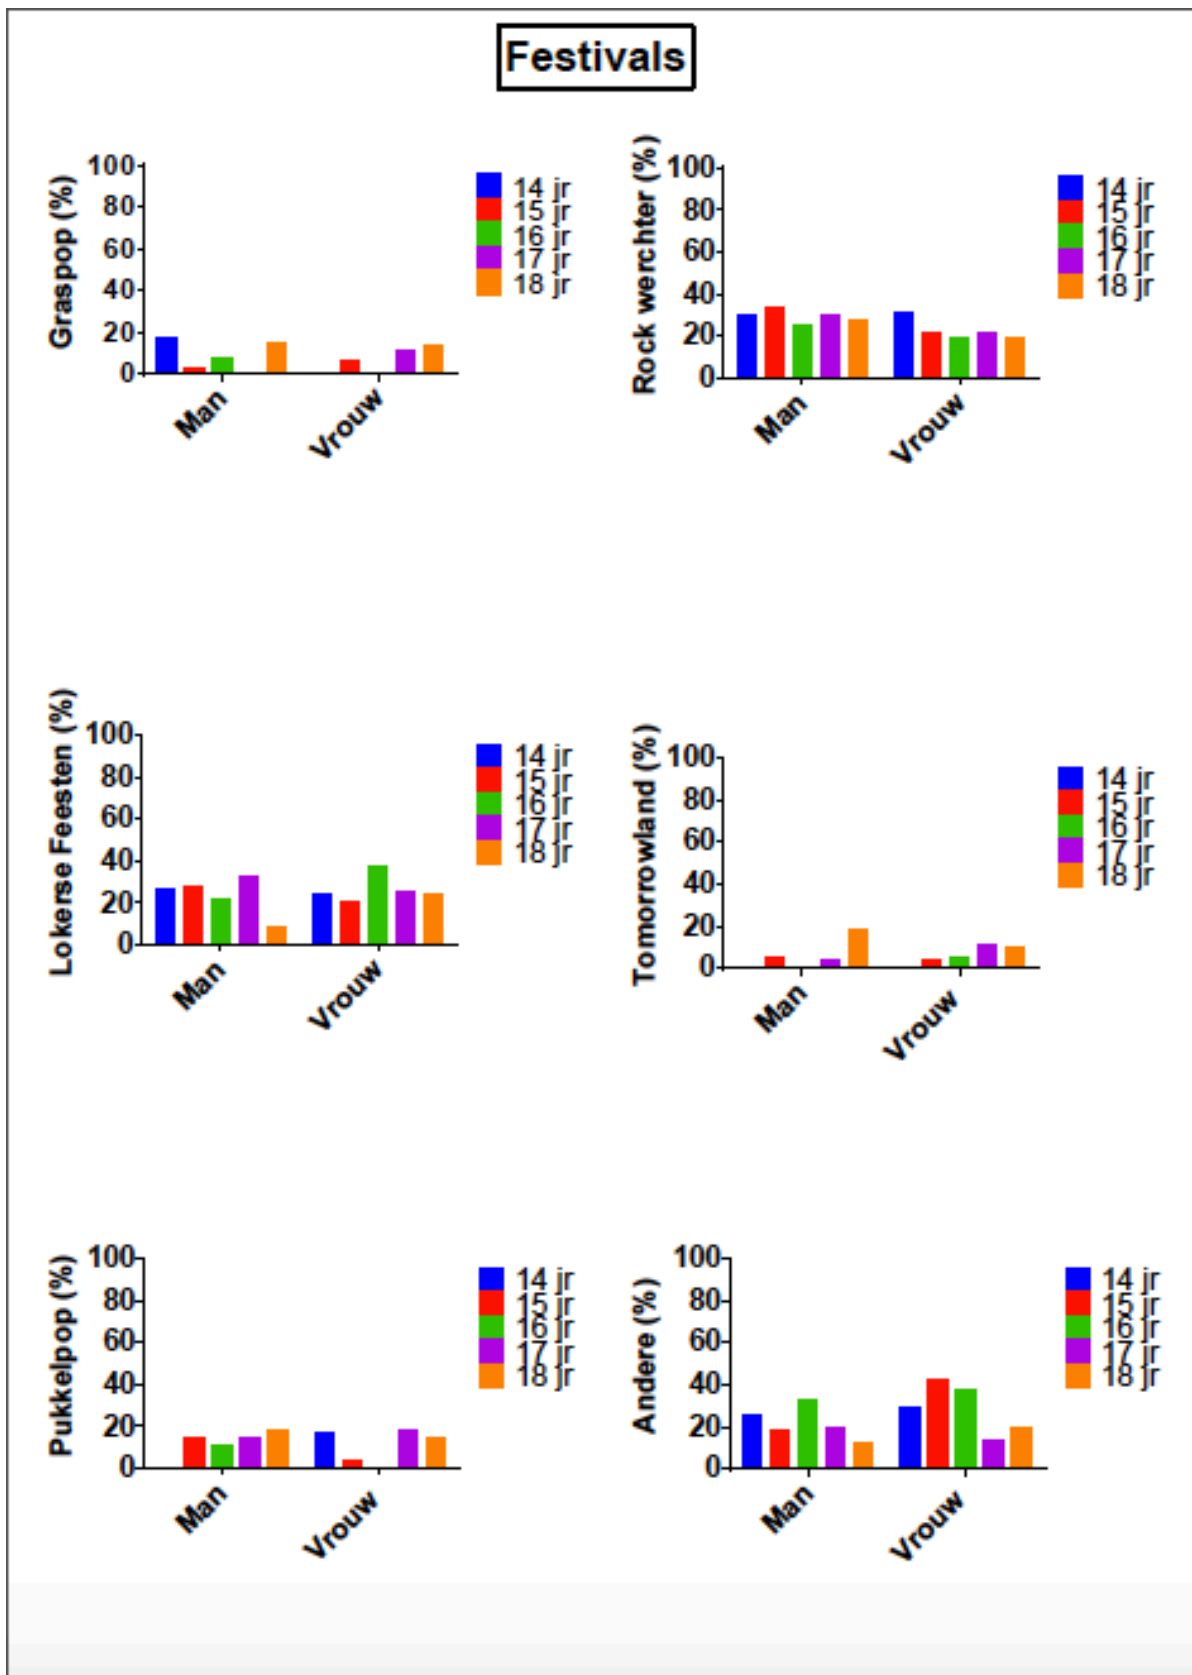 Festivals
Graspop (%)
100
80
60
40
20
0
Man
Vrouw
14 jr
15 jr
16 jr
17 jr
18 jr
Rock werchter (%)
100
80
60
40
20
0
Man
Vrouw
14 jr
15 jr
16 jr
17 jr
18 jr
Lokerse Feesten (%)
100
80
60
40
20
0
Man
Vrouw
14 jr
15 jr
16 jr
17 jr
18 jr
Tomorrowland (%)
100
80
60
40
20
0
Man
Vrouw
14 jr
15 jr
16 jr
17 jr
18 jr
Pukkelpop (%)
100
80
60
40
20
0
Man
Vrouw
14 jr
15 jr
16 jr
17 jr
18 jr
Andere (%)
100
80
60
40
20
0
Man
Vrouw
14 jr
15 jr
16 jr
17 jr
18 jr